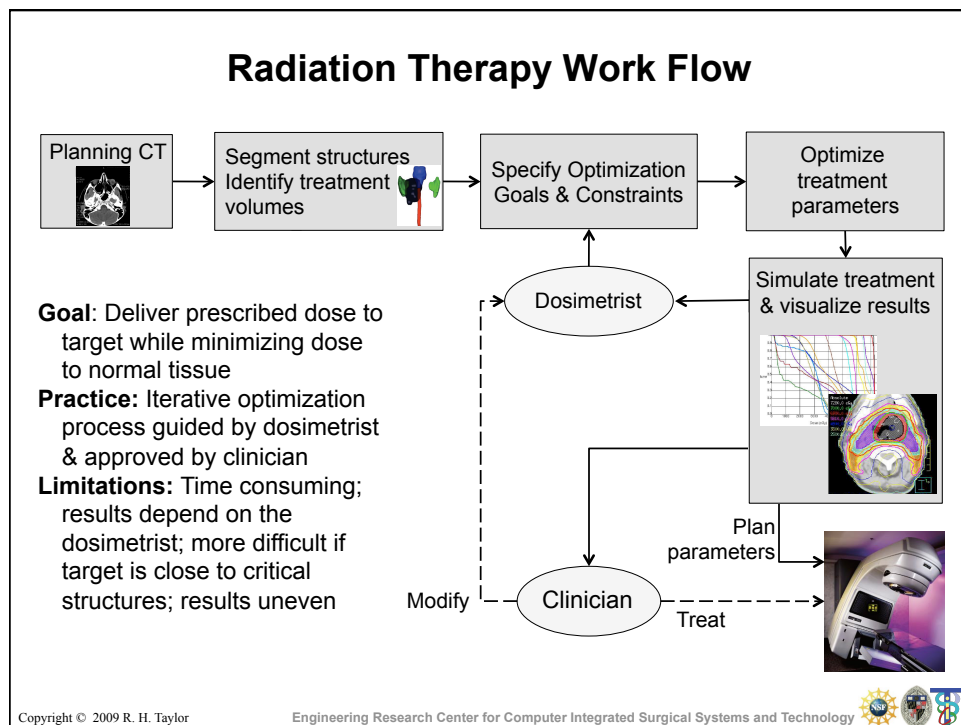 Radiation Therapy Work Flow
Planning CT
Segment structures
Identify treatment
volumes
Specify Optimization
Goals & Constraints
Optimize
treatment
parameters
Simulate treatment
& visualize results
Dosimetrist
Goal: Deliver prescribed dose to
target while minimizing dose
to normal tissue
Practice: Iterative optimization
process guided by dosimetrist
& approved by clinician
Limitations: Time consuming;
results depend on the
dosimetrist; more difficult if
target is close to critical
structures; results uneven
Plan
parameters
Modify
Clinician
Treat
Copyright © 2009 R. H. Taylor
Engineering Research Center for Computer Integrated Surgical Systems and Technology
NSF